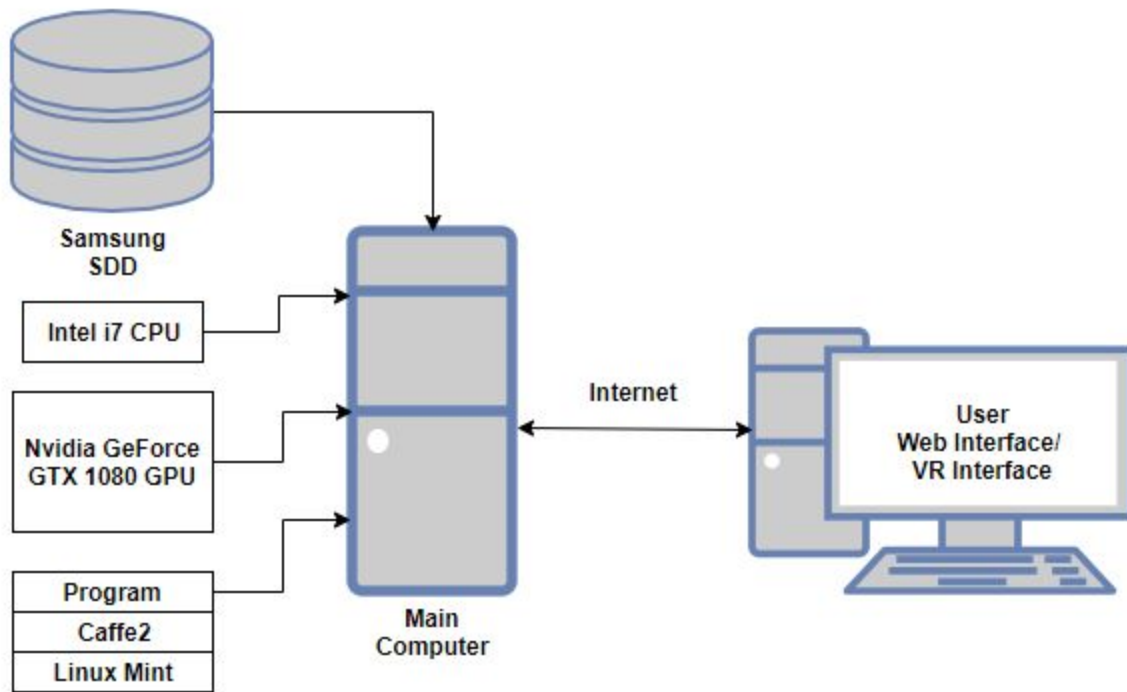 Samsung
SDD
Intel i7 CPU
Nvidia GeForce
GTX 1080 GPU
Program
Caffe2
Linux Mint
Main
Computer
Internet
User
Web Interface/
VR Interface